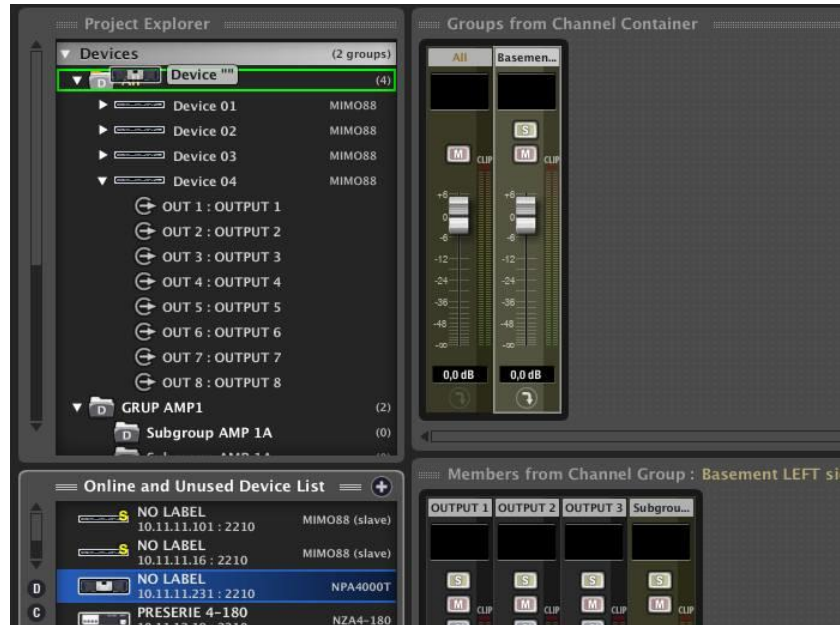 Project Explorer
Devices (2 groups)
D Device "" (4)
Device 01 MIMO88
Device 02 MIMO88
Device 03 MIMO88
Device 04 MIMO88
OUT 1 : OUTPUT 1
OUT 2 : OUTPUT 2
OUT 3 : OUTPUT 3
OUT 4 : OUTPUT 4
OUT 5 : OUTPUT 5
OUT 6 : OUTPUT 6
OUT 7 : OUTPUT 7
OUT 8 : OUTPUT 8
D GRUP AMP1 (2)
D Subgroup AMP 1A (0)
Online and Unused Device List
S NO LABEL
10.11.11.101 : 2210 MIMO88 (slave)
S NO LABEL
10.11.11.16 : 2210 MIMO88 (slave)
D NO LABEL
10.11.11.231 : 2210 NPA4000T
C PRESERIE 4-180
NZA4-180
Groups from Channel Container
All Basemen...
S
M CLIP M CLIP
+6 +6
0 0
-6 -6
-12 -12
-24 -24
-36 -36
-48 -48
-∞ -∞
0,0 dB 0,0 dB
Members from Channel Group : Basement LEFT si
OUTPUT 1 OUTPUT 2 OUTPUT 3 Subgrou...
S S S S
M CLIP M CLIP M CLIP M CLIP